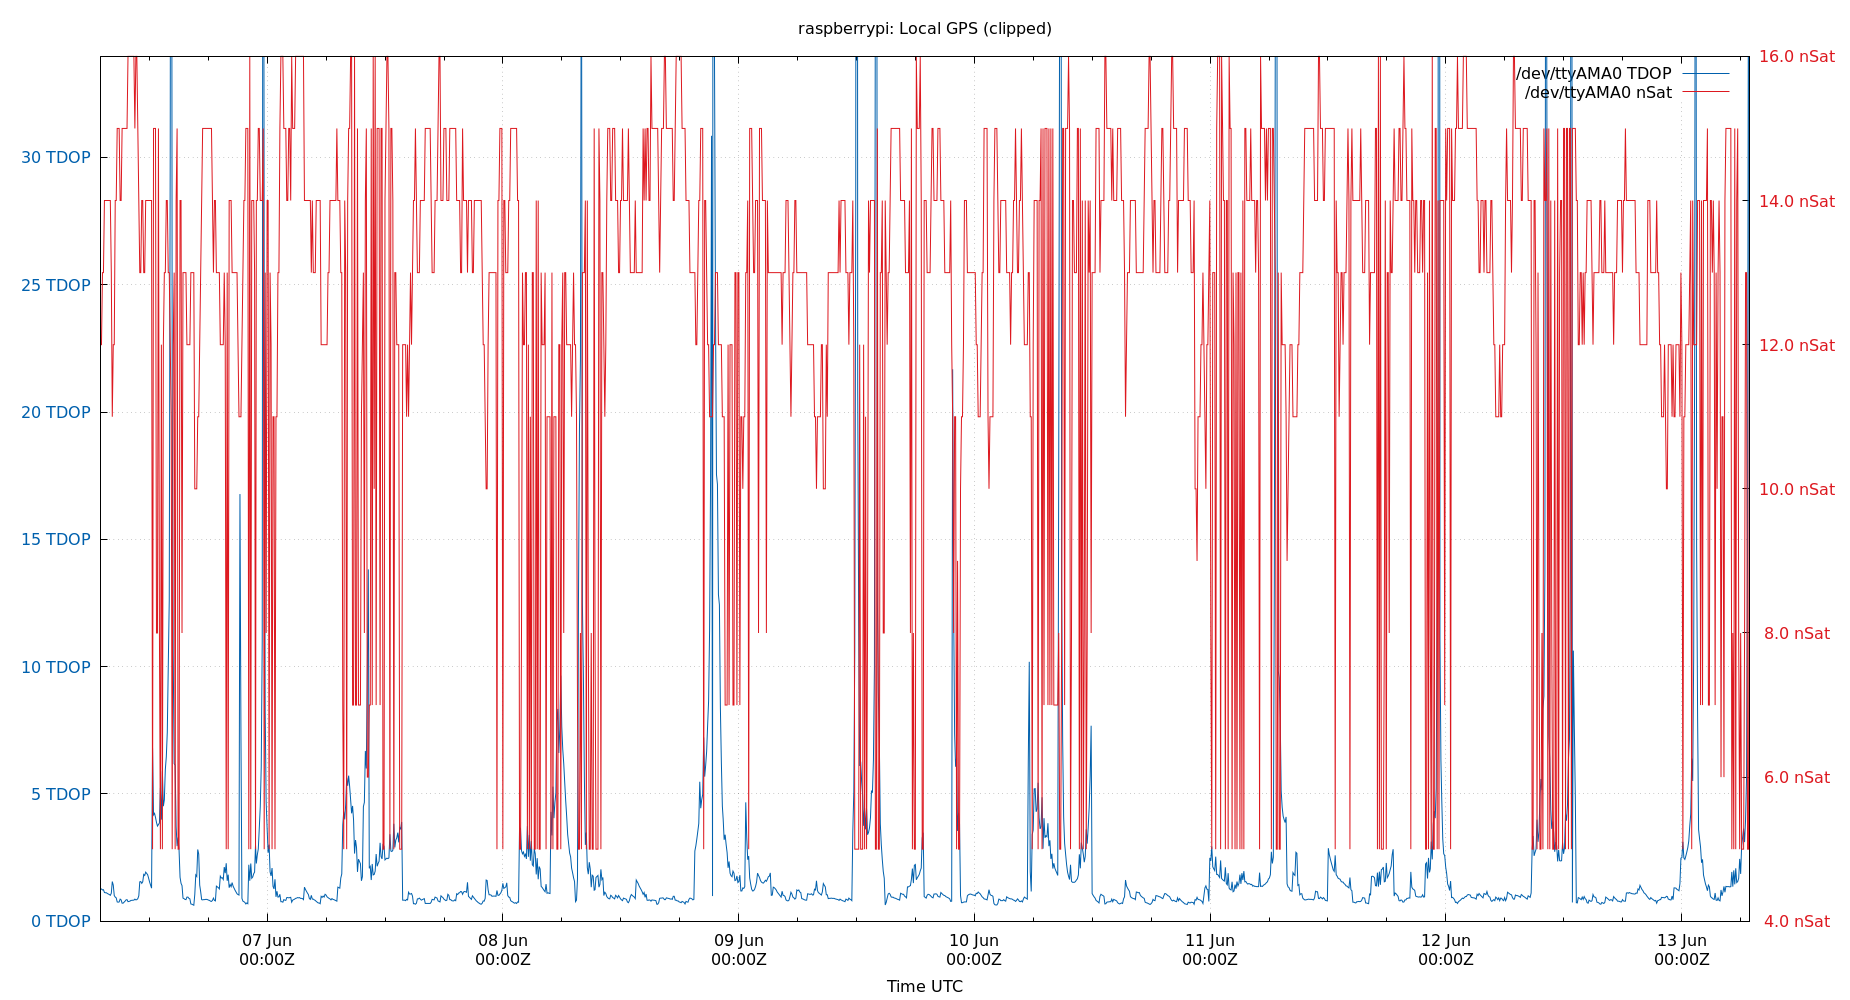 raspberrypi: Local GPS (clipped)
/dev/ttyAMA0 TDOP
/dev/ttyAMA0 nSat
30 TDOP
25 TDOP
20 TDOP
15 TDOP
10 TDOP
5 TDOP
0 TDOP
16.0 nSat
14.0 nSat
12.0 nSat
10.0 nSat
8.0 nSat
6.0 nSat
4.0 nSat
07 Jun
00:00Z
08 Jun
00:00Z
09 Jun
00:00Z
10 Jun
00:00Z
11 Jun
00:00Z
12 Jun
00:00Z
13 Jun
00:00Z
Time UTC